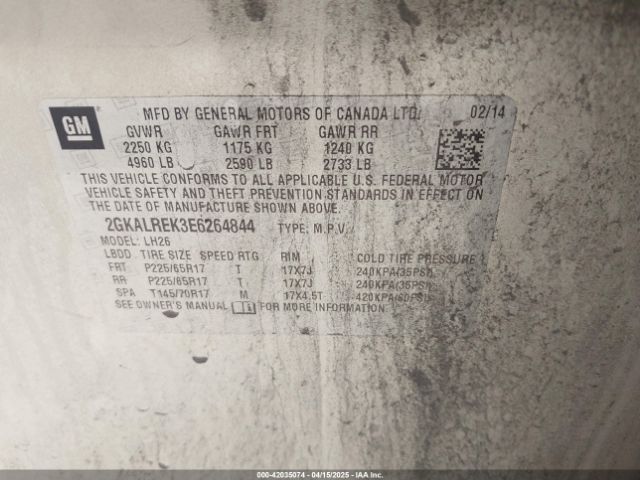 GM
MFD BY GENERAL MOTORS OF CANADA LTD. 02/14
GVWR GAWR FRT GAWR RR
2250 KG 1175 KG 1240 KG
4960 LB 2590 LB 2733 LB
THIS VEHICLE CONFORMS TO ALL APPLICABLE U.S. FEDERAL MOTOR
VEHICLE SAFETY AND THEFT PREVENTION STANDARDS IN EFFECT ON
THE DATE OF MANUFACTURE SHOWN ABOVE.
2GKALREK3E6264844 TYPE: M.P.V.
MODEL: LH26
LBDD TIRE SIZE SPEED RTG RIM COLD TIRE PRESSURE
FRT P225/65R17 T 17X7J 240KPA(35PSI)
RR P225/65R17 T 17X7J 240KPA(35PSI)
SPA T145/70R17 M 17X4.5T 420KPA(60PSI)
SEE OWNER'S MANUAL FOR MORE INFORMATION.
000-42035074 - 04/15/2025 - IAA Inc.